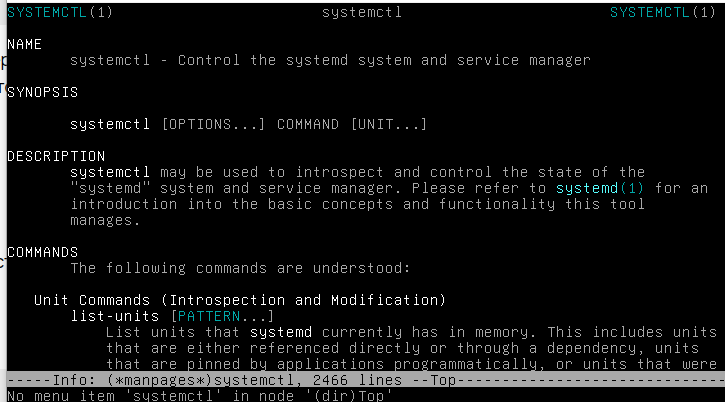 SYSTEMCTL(1) systemctl SYSTEMCTL(1)
NAME
systemctl - Control the systemd system and service manager
SYNOPSIS
systemctl [OPTIONS...] COMMAND [UNIT...]
DESCRIPTION
systemctl may be used to introspect and control the state of the
"systemd" system and service manager. Please refer to systemd(1) for an
introduction into the basic concepts and functionality this tool
manages.
COMMANDS
The following commands are understood:
Unit Commands (Introspection and Modification)
list-units [PATTERN...]
List units that systemd currently has in memory. This includes units
that are either referenced directly or through a dependency, units
that are pinned by applications programmatically, or units that were
-----Info: (*manpages*)systemctl, 2466 lines --Top-----------------------------
No menu item 'systemctl' in node '(dir)Top'